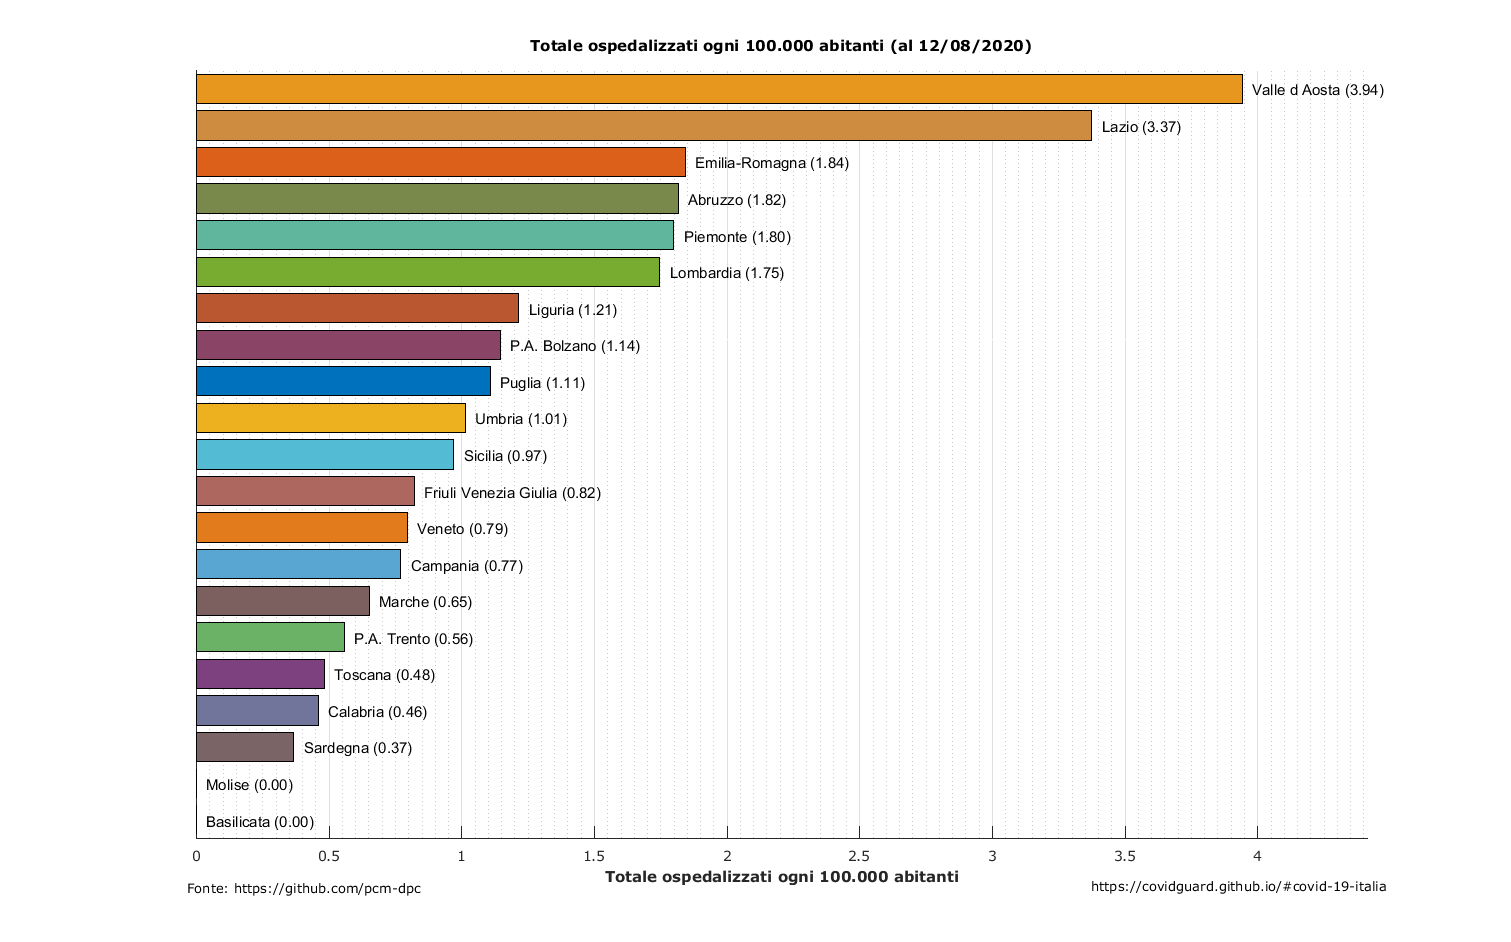 Totale ospedalizzati ogni 100.000 abitanti (al 12/08/2020)
Valle d Aosta (3.94)
Lazio (3.37)
Emilia-Romagna (1.84)
Abruzzo (1.82)
Piemonte (1.80)
Lombardia (1.75)
Liguria (1.21)
P.A. Bolzano (1.14)
Puglia (1.11)
Umbria (1.01)
Sicilia (0.97)
Friuli Venezia Giulia (0.82)
Veneto (0.79)
Campania (0.77)
Marche (0.65)
P.A. Trento (0.56)
Toscana (0.48)
Calabria (0.46)
Sardegna (0.37)
Molise (0.00)
Basilicata (0.00)
0 0.5 1 1.5 2 2.5 3 3.5 4
Totale ospedalizzati ogni 100.000 abitanti
Fonte: https://github.com/pcm-dpc
https://covidguard.github.io/#covid-19-italia